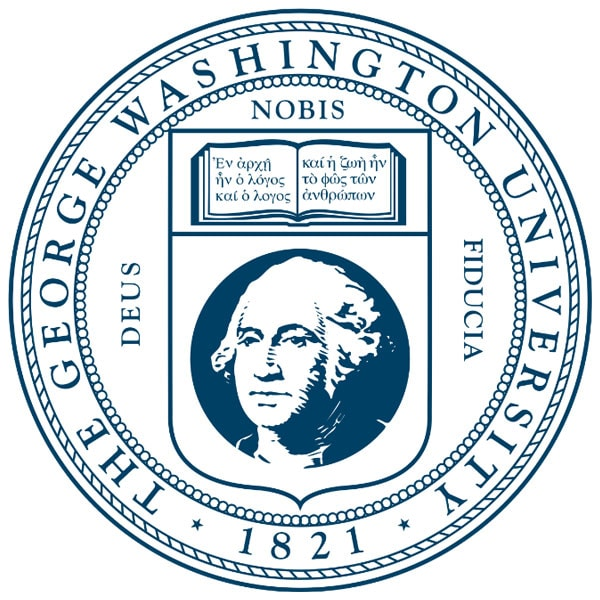 THE GEORGE WASHINGTON UNIVERSITY
NOBIS
DEUS
FIDUCIA
Ἐν ἀρχῇ
ἦν ὁ λόγος
καί ὁ λογος
καί ἡ ζωὴ ἦν
τὸ φῶς τῶν
ἀνθρώπων
★ 1821 ★